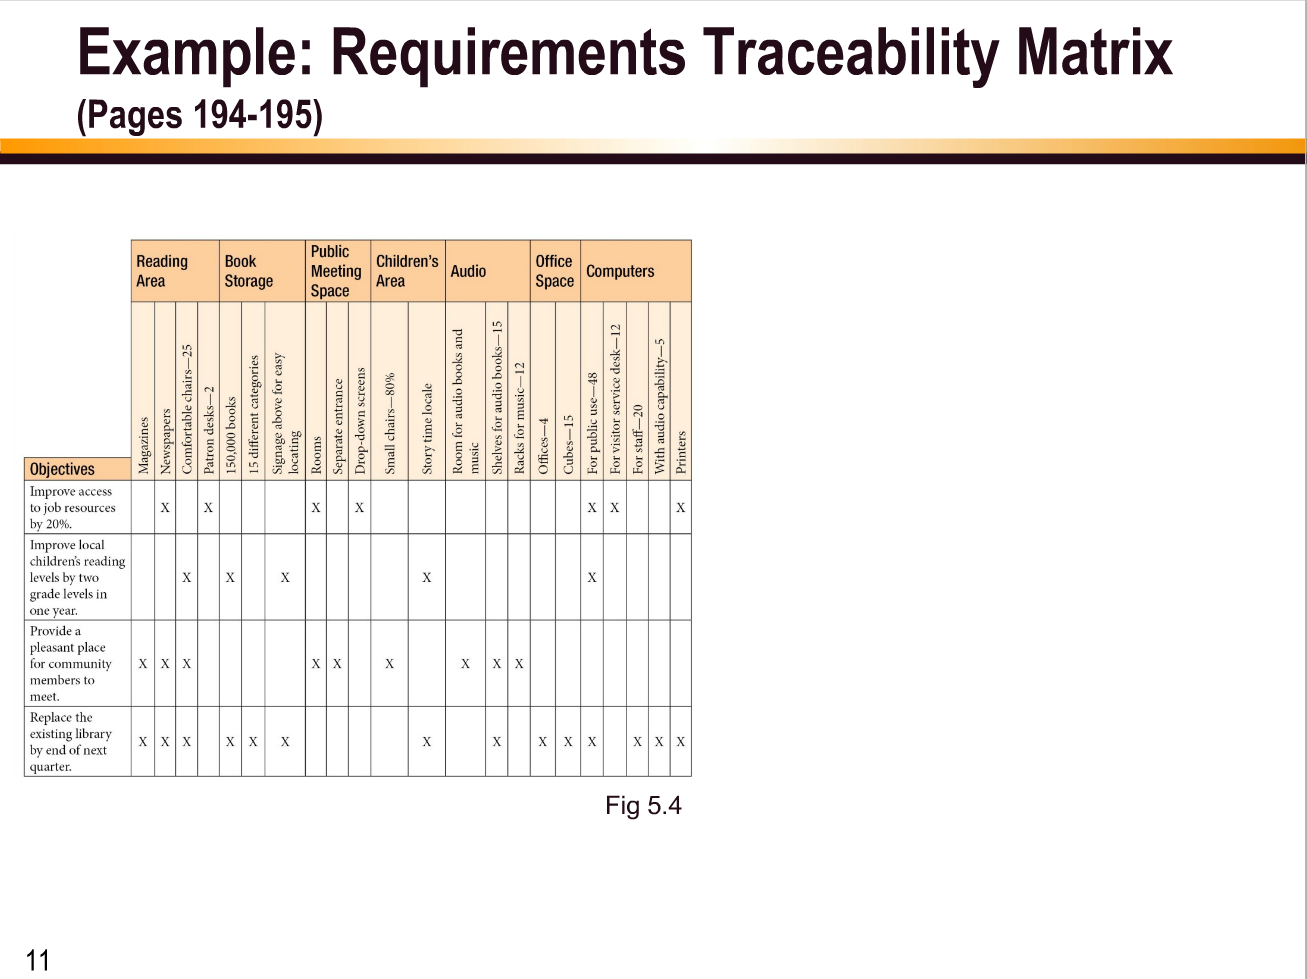 Example: Requirements Traceability Matrix
(Pages 194-195)
Reading
Area
Book
Storage
Public
Meeting
Space
Children's
Area
Audio
Office
Space
Computers
Objectives
Magazines
Newspapers
Comfortable chairs—25
Patron desks—2
150,000 books
15 different categories
Signage above for easy
locating
Rooms
Separate entrance
Drop-down screens
Small chairs—80%
Story time locale
Room for audio books and
music
Shelves for audio books—15
Racks for music—12
Offices—4
Cubes—15
For public use—48
For visitor service desk—12
For staff—20
With audio capability—5
Printers
Improve access
to job resources
by 20%.
X X X X X X X
Improve local
children's reading
levels by two
grade levels in
one year.
X X X X X
Provide a
pleasant place
for community
members to
meet.
X X X X X X X X X
Replace the
existing library
by end of next
quarter.
X X X X X X X X X X X X X X
Fig 5.4
11